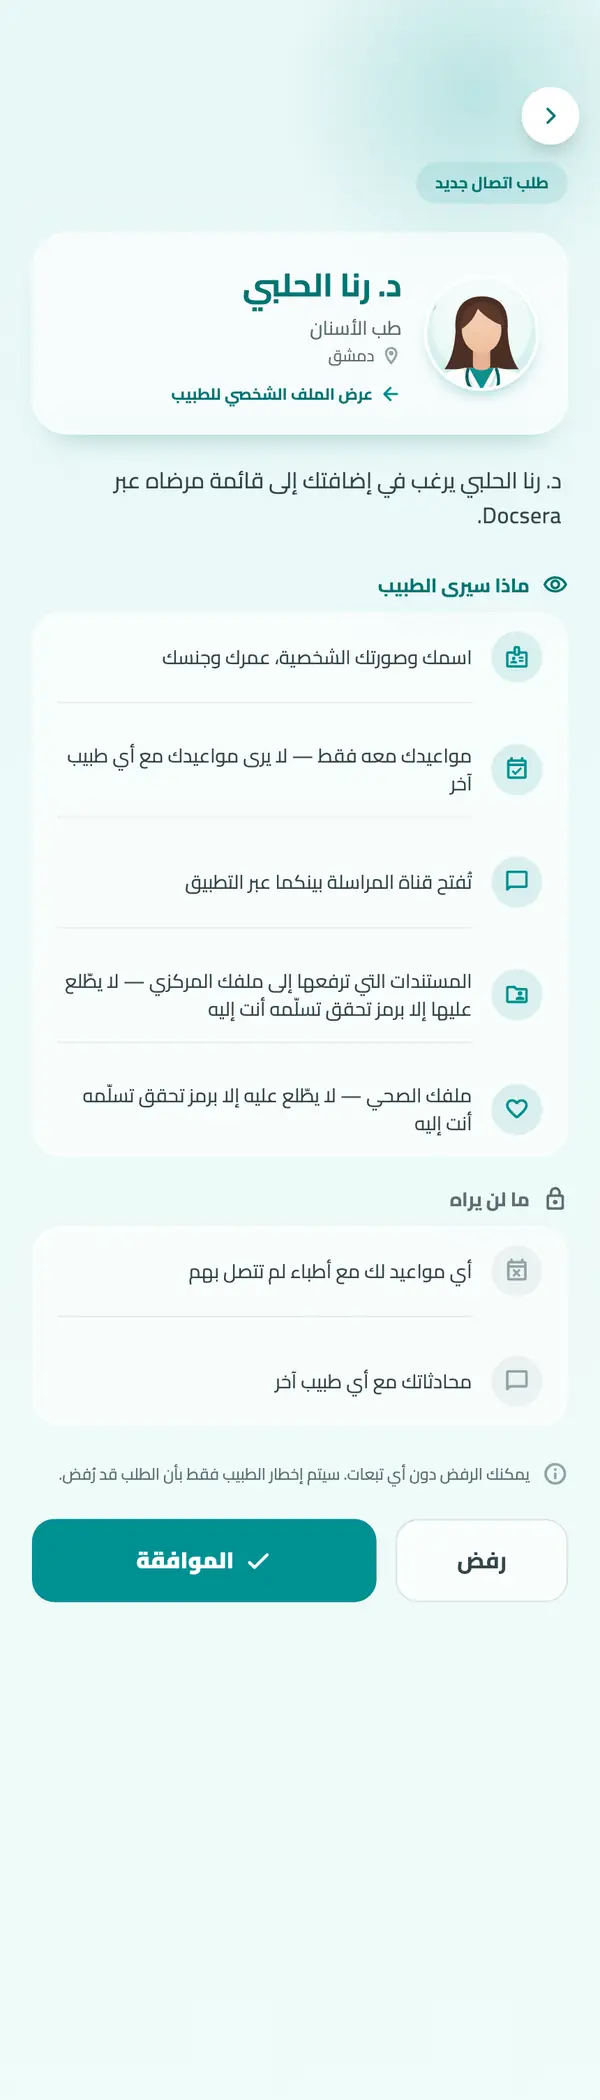 طلب اتصال جديد
د. رنا الحلبي
طب الأسنان
دمشق
عرض الملف الشخصي للطبيب
د. رنا الحلبي يرغب في إضافتك إلى قائمة مرضاه عبر
Docsera.
ماذا سيرى الطبيب
اسمك وصورتك الشخصية، عمرك وجنسك
مواعيدك معه فقط — لا يرى مواعيدك مع أي طبيب
آخر
تُفتح قناة المراسلة بينكما عبر التطبيق
المستندات التي ترفعها إلى ملفك المركزي — لا يطّلع
عليها إلا برمز تحقق تسلّمه أنت إليه
ملفك الصحي — لا يطّلع عليه إلا برمز تحقق تسلّمه
أنت إليه
ما لن يراه
أي مواعيد لك مع أطباء لم تتصل بهم
محادثاتك مع أي طبيب آخر
يمكنك الرفض دون أي تبعات. سيتم إخطار الطبيب فقط بأن الطلب قد رُفض.
رفض
الموافقة